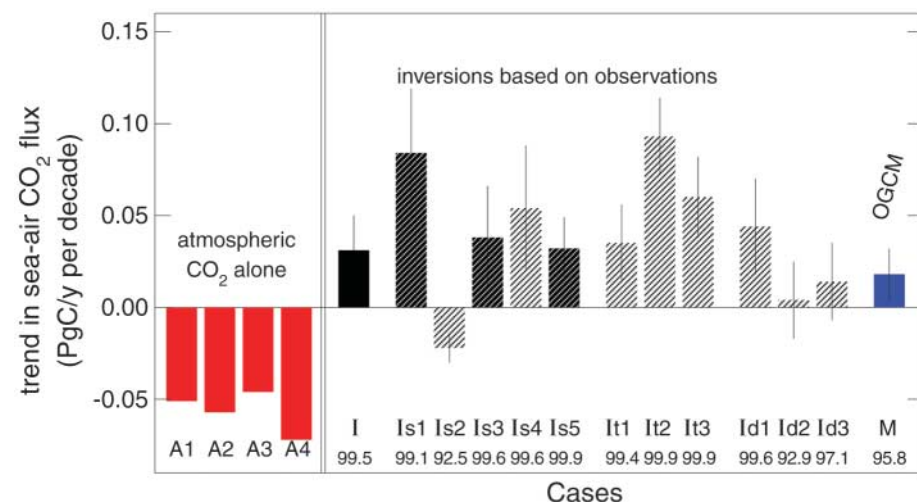 trend in sea-air CO₂ flux
(PgC/y per decade)
0.15
0.10
0.05
0.00
-0.05
atmospheric
CO₂ alone
inversions based on observations
OGCM
A1 A2 A3 A4
I Is1 Is2 Is3 Is4 Is5 It1 It2 It3 Id1 Id2 Id3 M
99.5 99.1 92.5 99.6 99.6 99.9 99.4 99.9 99.9 99.6 92.9 97.1 95.8
Cases